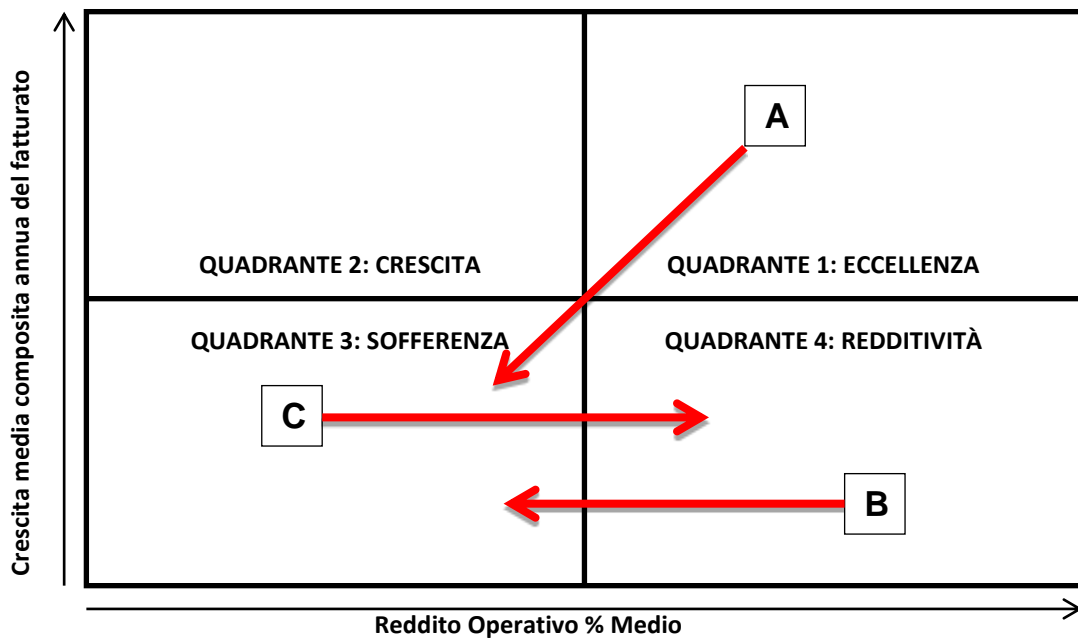 Crescita media composita annua del fatturato
A
QUADRANTE 2: CRESCITA
QUADRANTE 1: ECCELLENZA
QUADRANTE 3: SOFFERENZA
QUADRANTE 4: REDDITIVITÀ
C
B
Reddito Operativo % Medio